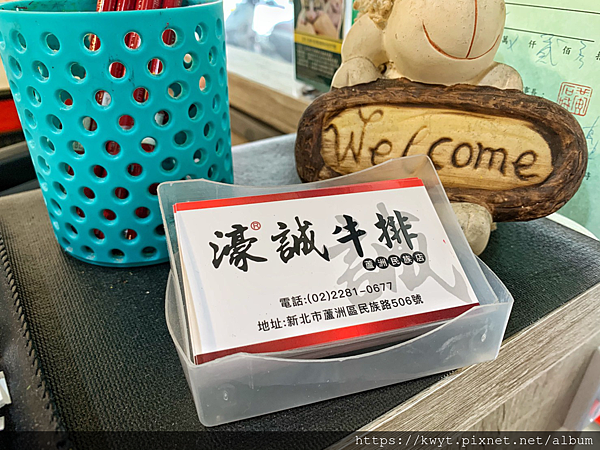 Welcome
濠®誠牛排
誠
蘆洲民族店
電話:(02)2281-0677
地址:新北市蘆洲區民族路506號
https://kwyt.pixnet.net/album